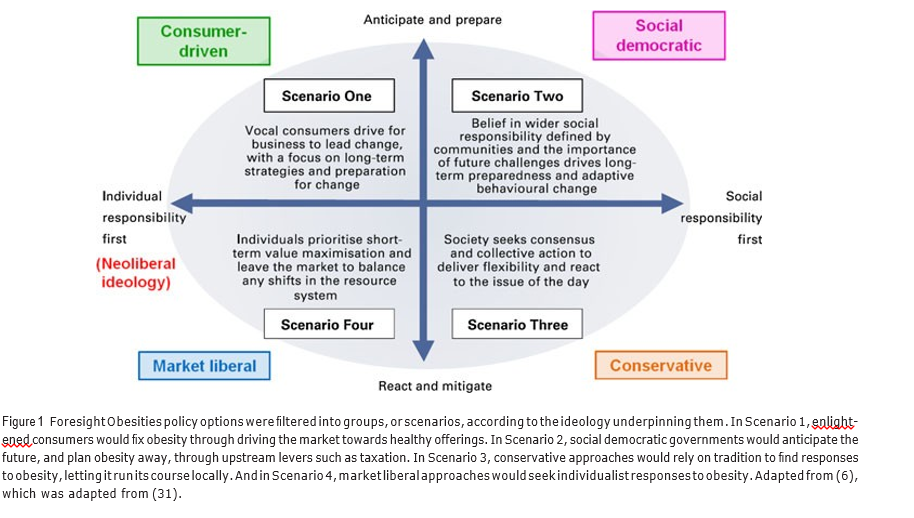 Anticipate and prepare
Consumer-
driven
Social
democratic
Scenario One
Vocal consumers drive for
business to lead change,
with a focus on long-term
strategies and preparation
for change
Scenario Two
Belief in wider social
responsibility defined by
communities and the importance
of future challenges drives long-
term preparedness and adaptive
behavioural change
Individual
responsibility
first
(Neoliberal
ideology)
Social
responsibility
first
Individuals prioritise short-
term value maximisation and
leave the market to balance
any shifts in the resource
system
Scenario Four
Society seeks consensus
and collective action to
deliver flexibility and react
to the issue of the day
Scenario Three
Market liberal
Conservative
React and mitigate
Figure 1 Foresight Obesities policy options were filtered into groups, or scenarios, according to the ideology underpinning them. In Scenario 1, enlight-
ened consumers would fix obesity through driving the market towards healthy offerings. In Scenario 2, social democratic governments would anticipate the
future, and plan obesity away, through upstream levers such as taxation. In Scenario 3, conservative approaches would rely on tradition to find responses
to obesity, letting it run its course locally. And in Scenario 4, market liberal approaches would seek individualist responses to obesity. Adapted from (6),
which was adapted from (31).